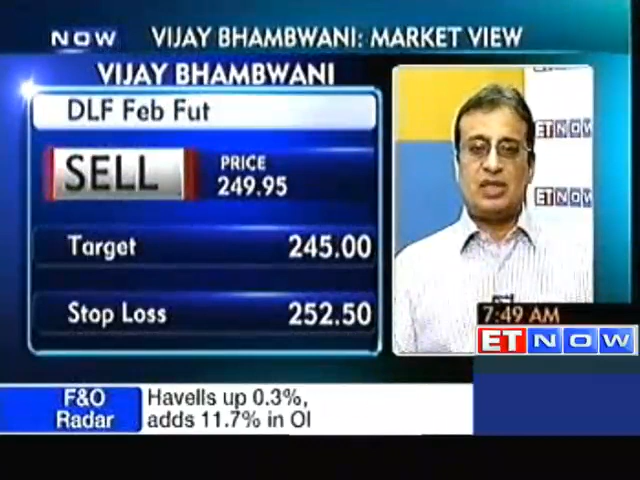 NOW
VIJAY BHAMBWANI: MARKET VIEW
VIJAY BHAMBWANI
DLF Feb Fut
SELL
PRICE
249.95
Target 245.00
Stop Loss 252.50
ET NOW
ET NOW
7:49 AM
ET NOW
F&O
Radar
Havells up 0.3%,
adds 11.7% in OI